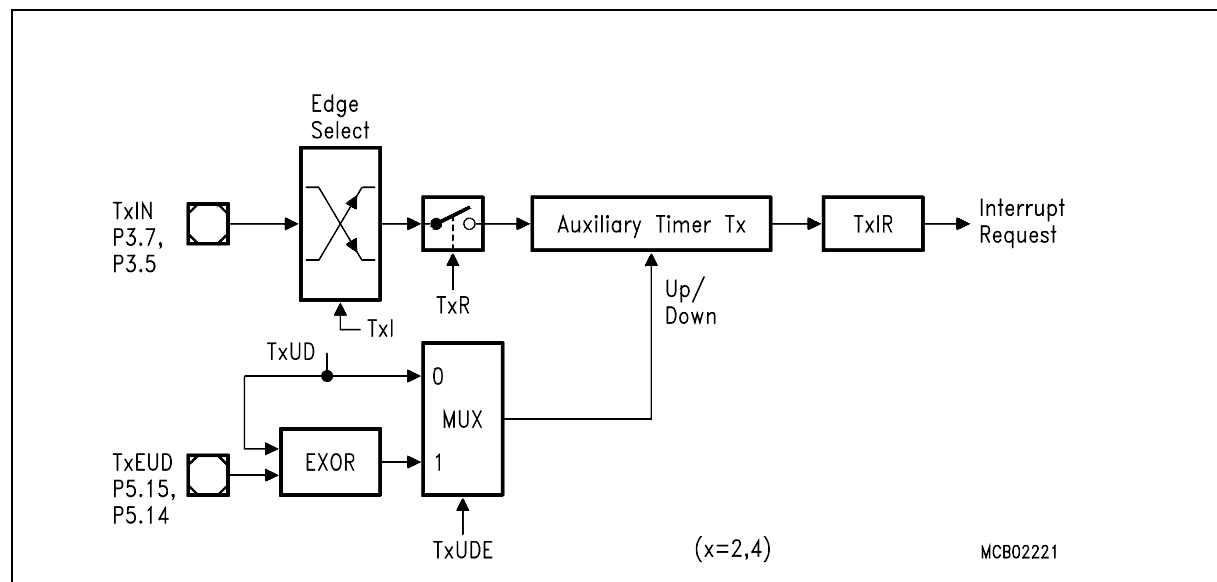 Edge
Select
TxIN
P3.7,
P3.5
Auxiliary Timer Tx
TxIR
Interrupt
Request
TxR
Up/
Down
TxI
TxUD
0
MUX
TxEUD
P5.15,
P5.14
EXOR
1
TxUDE
(x=2,4)
MCB02221